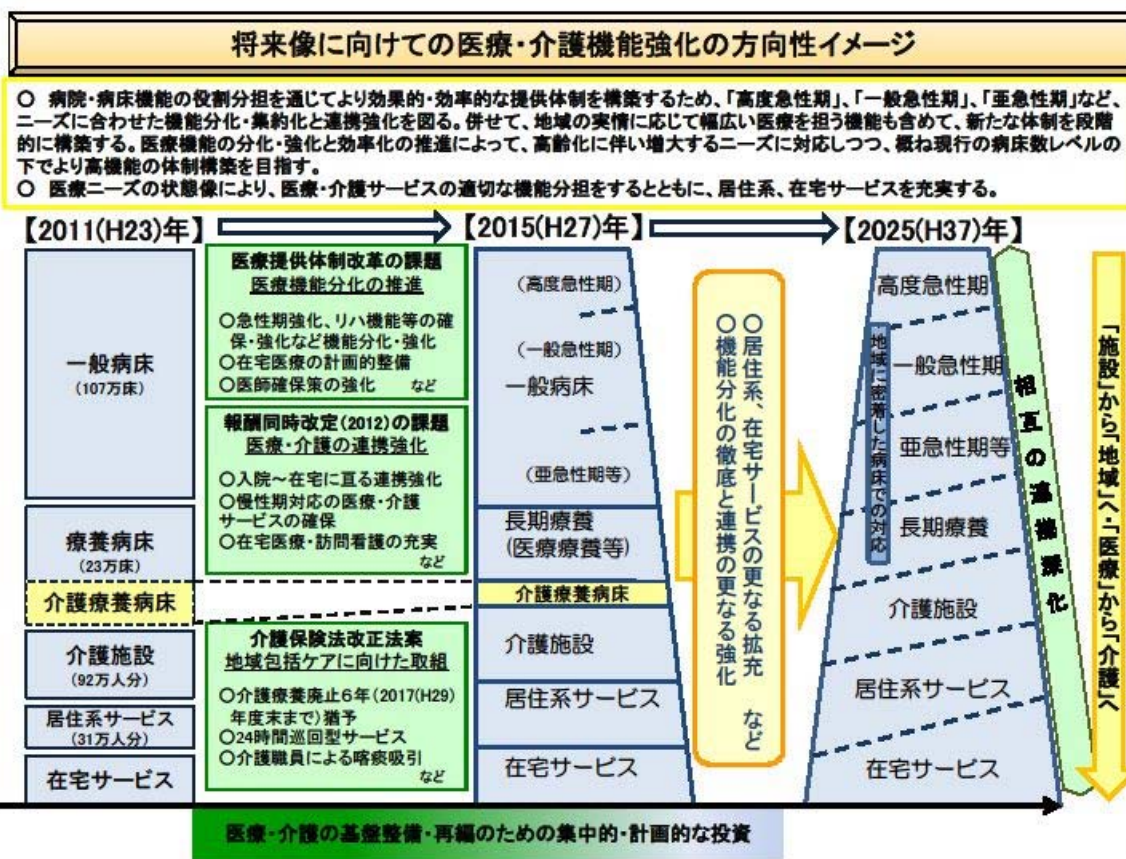 将来像に向けての医療・介護機能強化の方向性イメージ
○ 病院・病床機能の役割分担を通じてより効果的・効率的な提供体制を構築するため、「高度急性期」、「一般急性期」、「亜急性期」など、
ニーズに合わせた機能分化・集約化と連携強化を図る。併せて、地域の実情に応じて幅広い医療を担う機能も含めて、新たな体制を段階
的に構築する。医療機能の分化・強化と効率化の推進によって、高齢化に伴い増大するニーズに対応しつつ、概ね現行の病床数レベルの
下でより高機能の体制構築を目指す。
○ 医療ニーズの状態像により、医療・介護サービスの適切な機能分担をするとともに、居住系、在宅サービスを充実する。
【2011(H23)年】
【2015(H27)年】
【2025(H37)年】
一般病床
(107万床)
療養病床
(23万床)
介護療養病床
介護施設
(92万人分)
居住系サービス
(31万人分)
在宅サービス
医療提供体制改革の課題
医療機能分化の推進
○急性期強化、リハ機能等の確
保・強化など機能分化・強化
○在宅医療の計画的整備
○医師確保策の強化 など
報酬同時改定(2012)の課題
医療・介護の連携強化
○入院～在宅に亘る連携強化
○慢性期対応の医療・介護
サービスの確保
○在宅医療・訪問看護の充実
など
介護保険法改正法案
地域包括ケアに向けた取組
○介護療養廃止6年(2017(H29)
年度末まで)猶予
○24時間巡回型サービス
○介護職員による喀痰吸引
など
(高度急性期)
(一般急性期)
一般病床
(亜急性期等)
長期療養
(医療療養等)
介護療養病床
介護施設
居住系サービス
在宅サービス
○居住系、在宅サービスの更なる拡充 など
○機能分化の徹底と連携の更なる強化
高度急性期
一般急性期
亜急性期等
長期療養
介護施設
居住系サービス
在宅サービス
地域に密着した病床での対応
相互の連携深化
「施設」から「地域」へ・「医療」から「介護」へ
医療・介護の基盤整備・再編のための集中的・計画的な投資